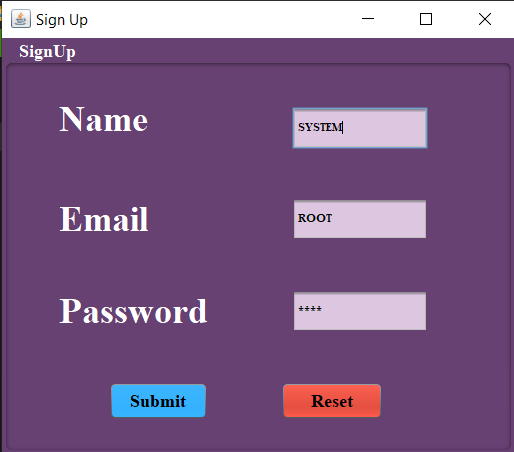 Sign Up
SignUp
Name
SYSTEM
Email
ROOT
Password
****
Submit
Reset